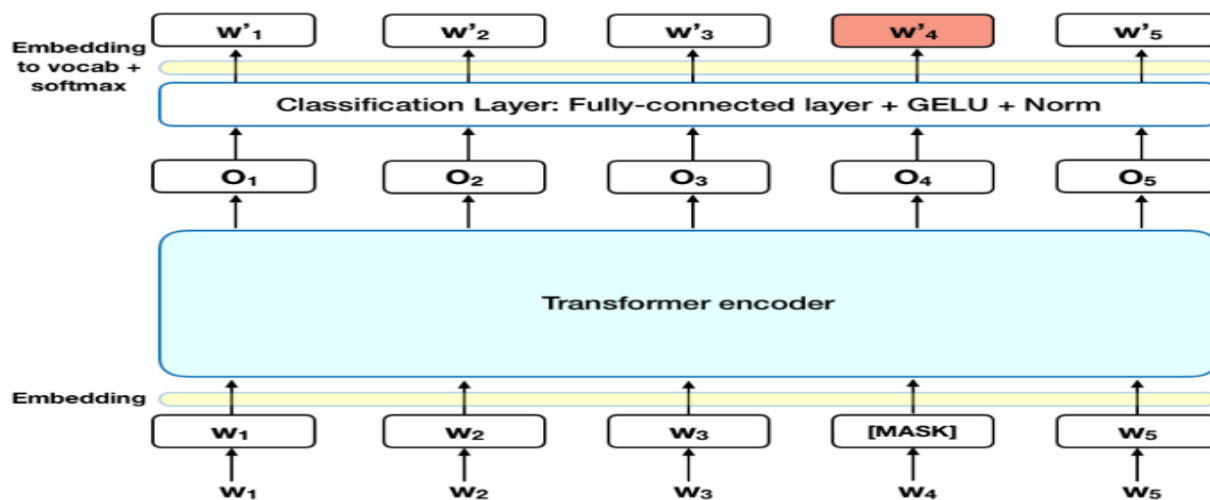 W'₁ W'₂ W'₃ W'₄ W'₅
Embedding
to vocab +
softmax
Classification Layer: Fully-connected layer + GELU + Norm
O₁ O₂ O₃ O₄ O₅
Transformer encoder
Embedding
W₁ W₂ W₃ [MASK] W₅
W₁ W₂ W₃ W₄ W₅